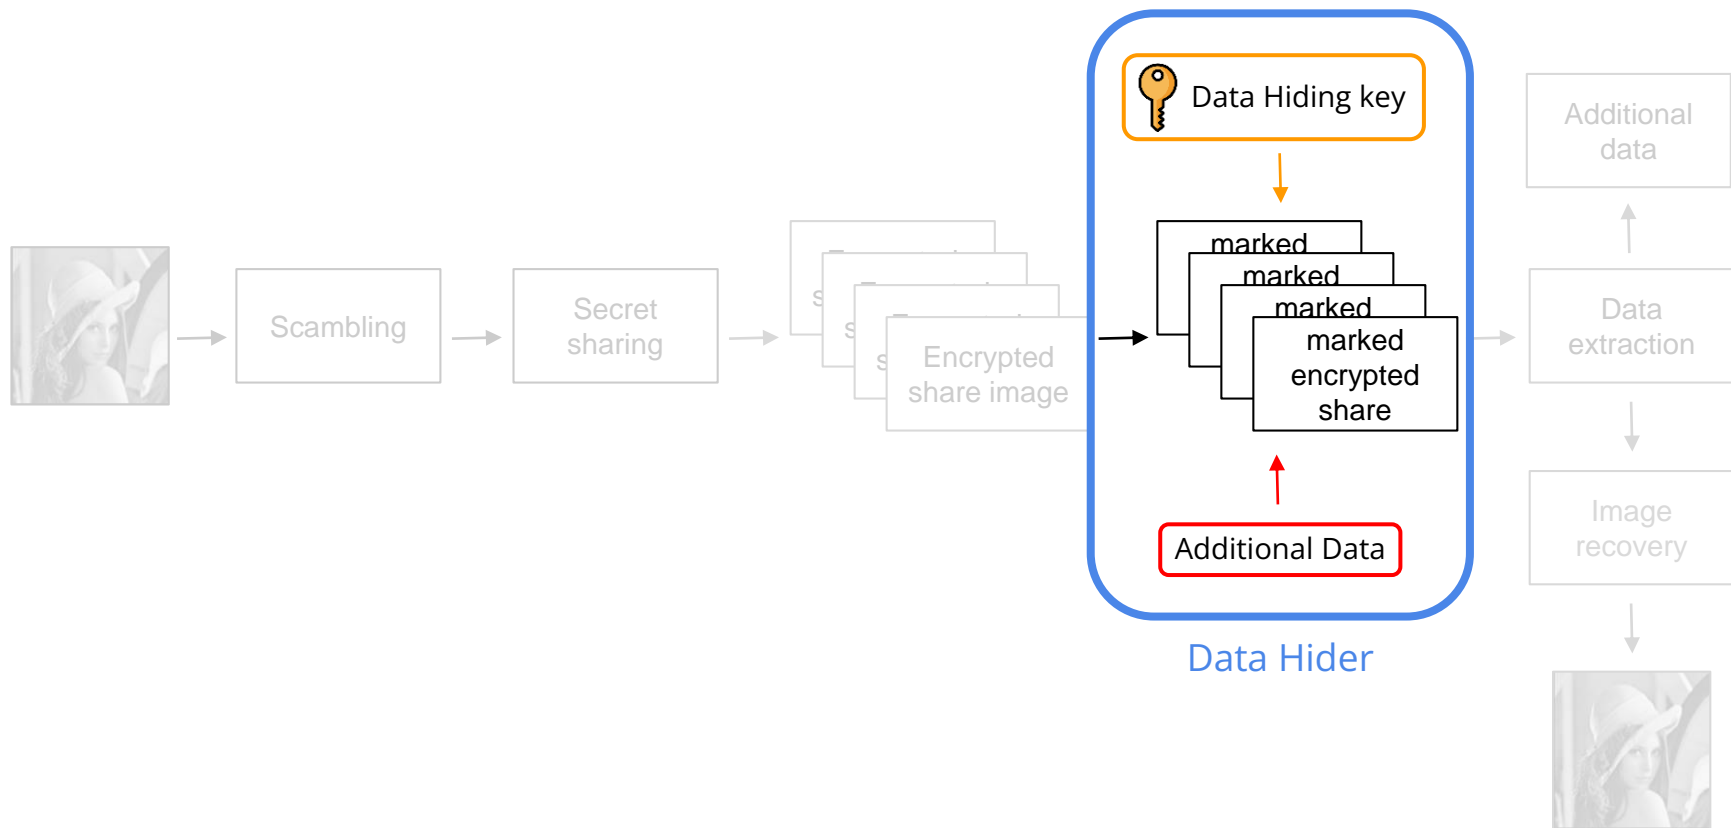 Data Hiding key
Additional
data
marked
marked
marked
marked
encrypted
share
Scambling
Secret
sharing
Encrypted
share image
Data
extraction
Additional Data
Image
recovery
Data Hider